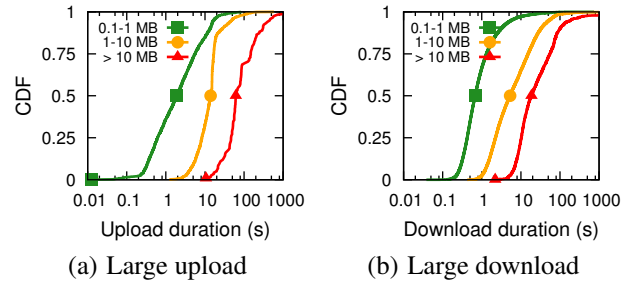 1
0.75
0.5
0.25
0
CDF
0.1-1 MB
1-10 MB
> 10 MB
0.01 0.1 1 10 100 1000
Upload duration (s)
(a) Large upload
1
0.75
0.5
0.25
0
CDF
0.1-1 MB
1-10 MB
> 10 MB
0.01 0.1 1 10 100 1000
Download duration (s)
(b) Large download